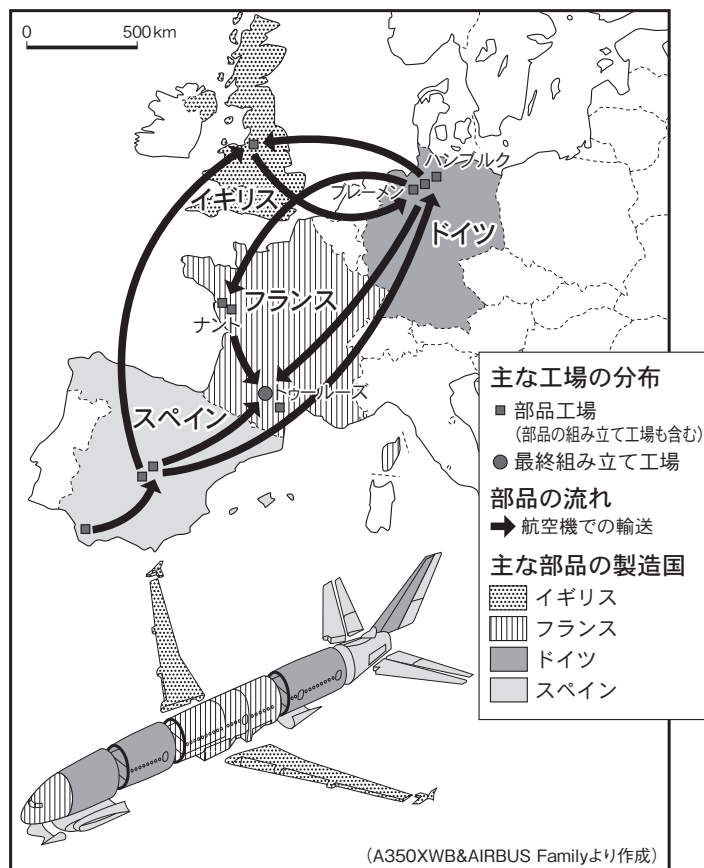 0 500km
ハンブルク
ブレーメン
イギリス
ドイツ
フランス
ナント
トゥールーズ
スペイン
主な工場の分布
部品工場
(部品の組み立て工場も含む)
最終組み立て工場
部品の流れ
航空機での輸送
主な部品の製造国
イギリス
フランス
ドイツ
スペイン
(A350XWB&AIRBUS Familyより作成)